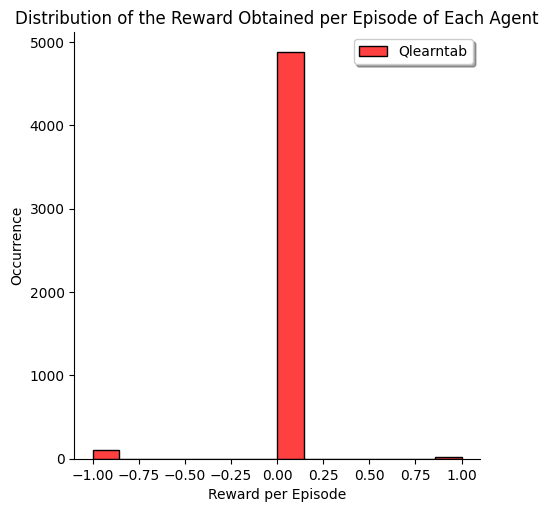 Distribution of the Reward Obtained per Episode of Each Agent
Qlearntab
5000
4000
3000
2000
1000
0
Occurrence
−1.00 −0.75 −0.50 −0.25 0.00 0.25 0.50 0.75 1.00
Reward per Episode